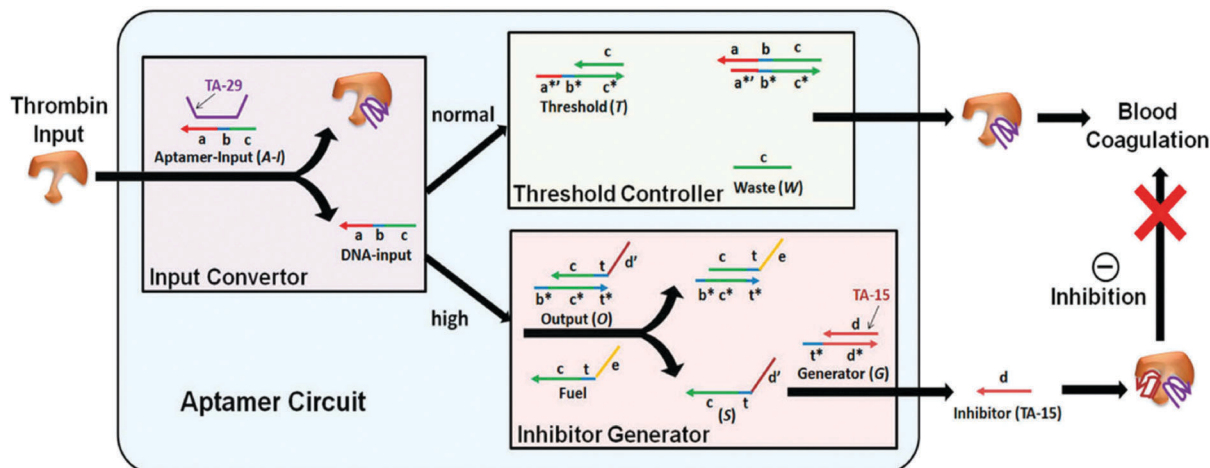 Thrombin
Input
TA-29
a b c
Aptamer-Input (A-I)
a b c
DNA-input
Input Convertor
normal
high
c
a*' b* c*
Threshold (T)
a b c
a*' b* c*
c
Waste (W)
Threshold Controller
c t d'
b* c* t*
Output (O)
c t e
Fuel
c t e
b* c* t*
c t d'
(S)
TA-15
d
t* d*
Generator (G)
Inhibitor Generator
Aptamer Circuit
d
Inhibitor (TA-15)
Blood
Coagulation
Inhibition